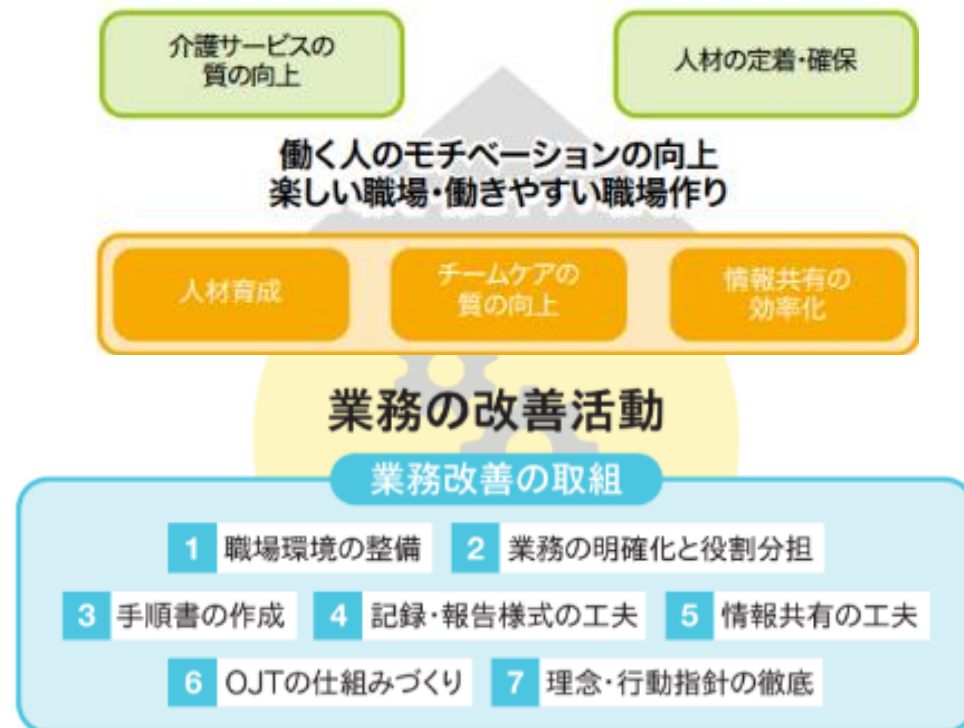 介護サービスの
質の向上
人材の定着・確保
働く人のモチベーションの向上
楽しい職場・働きやすい職場作り
人材育成
チームケアの
質の向上
情報共有の
効率化
業務の改善活動
業務改善の取組
1 職場環境の整備
2 業務の明確化と役割分担
3 手順書の作成
4 記録・報告様式の工夫
5 情報共有の工夫
6 OJTの仕組みづくり
7 理念・行動指針の徹底